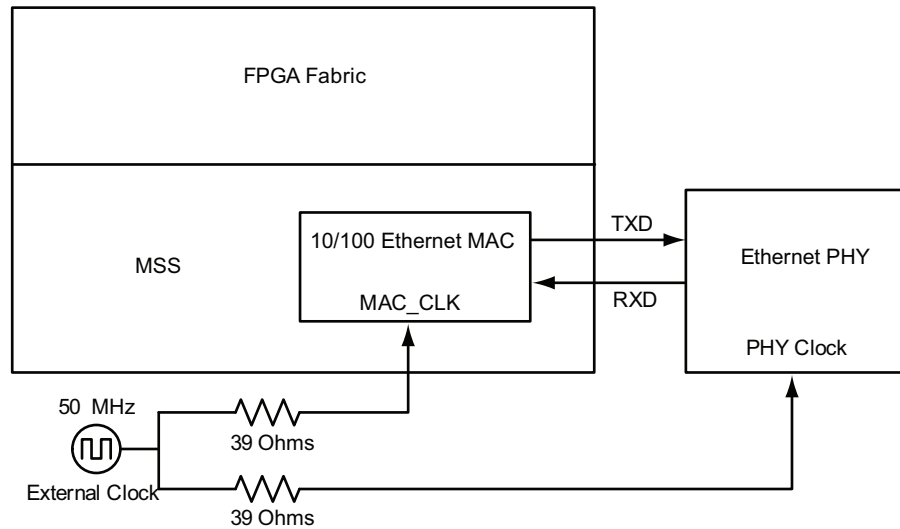 FPGA Fabric
MSS
10/100 Ethernet MAC
MAC_CLK
TXD
RXD
Ethernet PHY
PHY Clock
50 MHz
External Clock
39 Ohms
39 Ohms